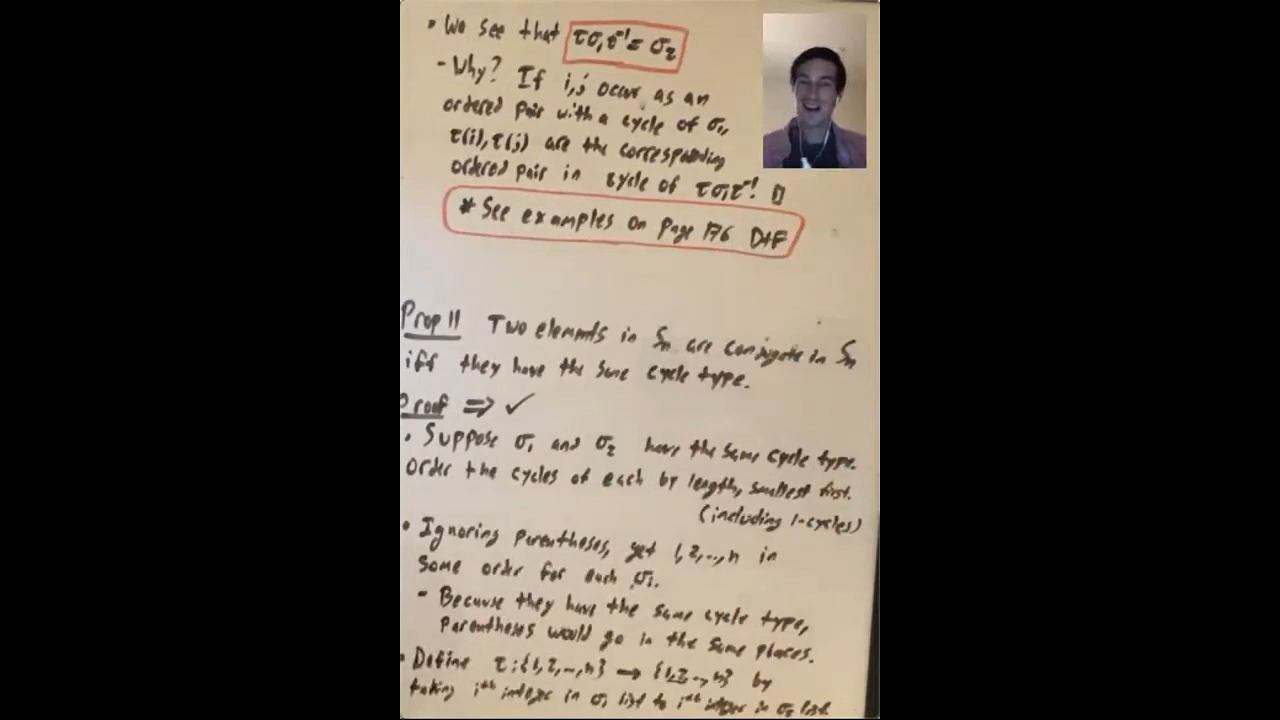 • We see that τσ₁τ⁻¹ = σ₂
- Why? If i,j occur as an
ordered pair with a cycle of σ₁,
τ(i), τ(j) are the corresponding
ordered pair in cycle of τσ₁τ⁻¹! □
* See examples on page 176 D+F
Prop 11 Two elements in Sₙ are conjugate in Sₙ
iff they have the same cycle type.
Proof ⇒ ✓
• Suppose σ₁ and σ₂ have the same cycle type.
Order the cycles of each by length, smallest first.
(including 1-cycles)
• Ignoring parentheses, get 1,2,...,n in
some order for each σᵢ.
- Because they have the same cycle type,
parentheses would go in the same places.
• Define τ:{1,2,...,n} → {1,2,...,n} by
taking iᵗʰ integer in σ₁ list to iᵗʰ integer in σ₂ list